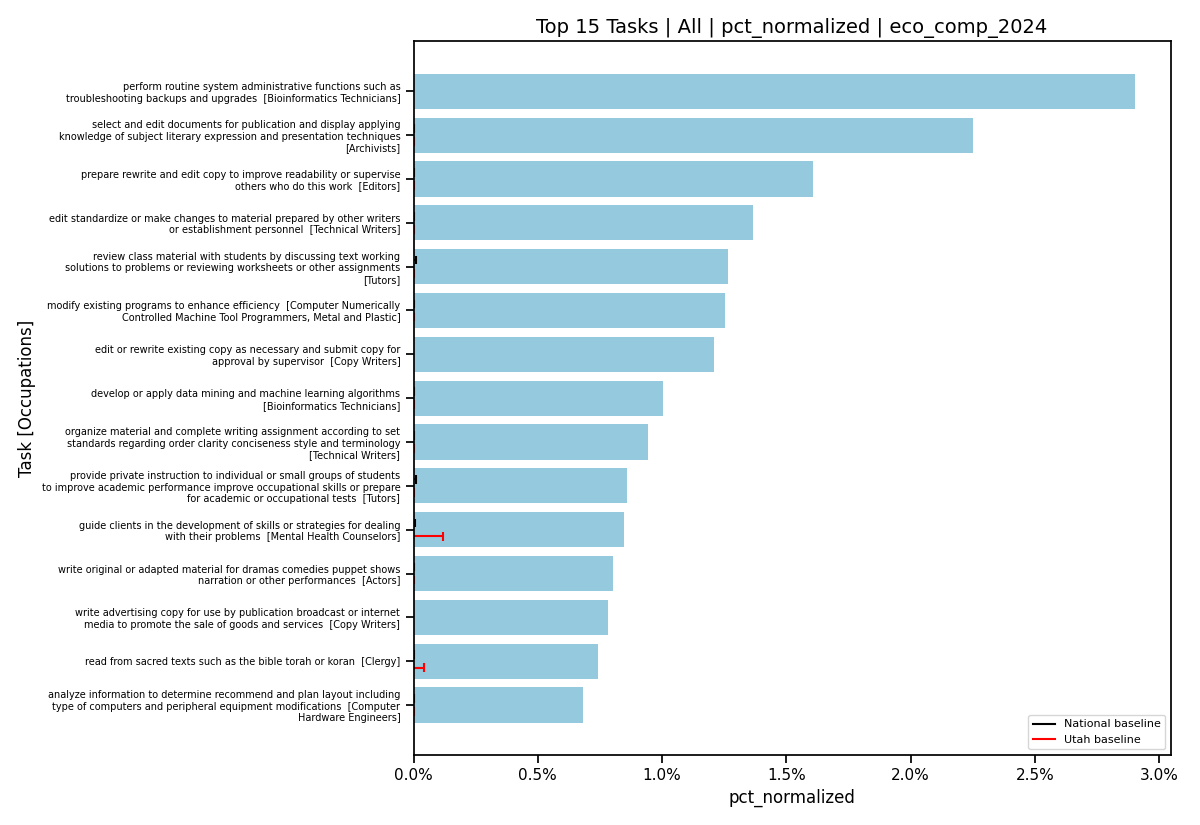 Top 15 Tasks | All | pct_normalized | eco_comp_2024
perform routine system administrative functions such as
troubleshooting backups and upgrades  [Bioinformatics Technicians]
select and edit documents for publication and display applying
knowledge of subject literary expression and presentation techniques
[Archivists]
prepare rewrite and edit copy to improve readability or supervise
others who do this work  [Editors]
edit standardize or make changes to material prepared by other writers
or establishment personnel  [Technical Writers]
review class material with students by discussing text working
solutions to problems or reviewing worksheets or other assignments
[Tutors]
modify existing programs to enhance efficiency  [Computer Numerically
Controlled Machine Tool Programmers, Metal and Plastic]
edit or rewrite existing copy as necessary and submit copy for
approval by supervisor  [Copy Writers]
develop or apply data mining and machine learning algorithms
[Bioinformatics Technicians]
organize material and complete writing assignment according to set
standards regarding order clarity conciseness style and terminology
[Technical Writers]
provide private instruction to individual or small groups of students
to improve academic performance improve occupational skills or prepare
for academic or occupational tests  [Tutors]
guide clients in the development of skills or strategies for dealing
with their problems  [Mental Health Counselors]
write original or adapted material for dramas comedies puppet shows
narration or other performances  [Actors]
write advertising copy for use by publication broadcast or internet
media to promote the sale of goods and services  [Copy Writers]
read from sacred texts such as the bible torah or koran  [Clergy]
analyze information to determine recommend and plan layout including
type of computers and peripheral equipment modifications  [Computer
Hardware Engineers]
Task [Occupations]
National baseline
Utah baseline
0.0% 0.5% 1.0% 1.5% 2.0% 2.5% 3.0%
pct_normalized